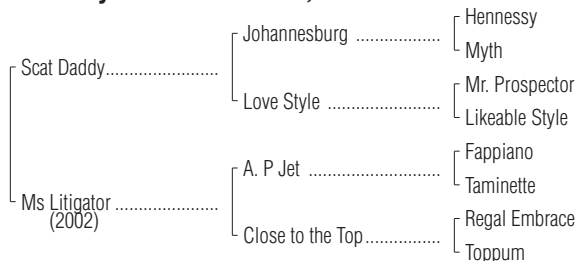 Hennessy
Johannesburg ....................
Myth
Scat Daddy..........................
Mr. Prospector
Love Style ...........................
Likeable Style
Fappiano
A. P Jet ...............................
Taminette
Ms Litigator ........................
(2002)
Regal Embrace
Close to the Top..................
Toppum